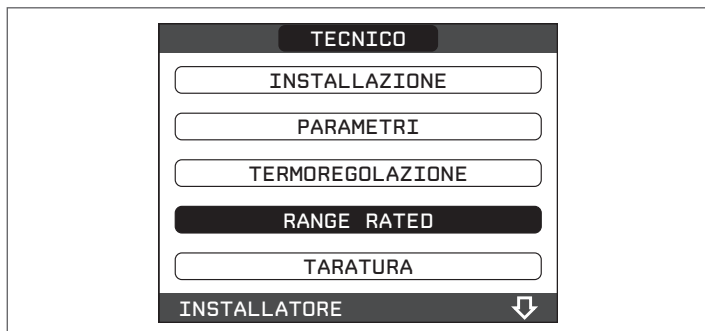 TECNICO
INSTALLAZIONE
PARAMETRI
TERMOREGOLAZIONE
RANGE RATED
TARATURA
INSTALLATORE